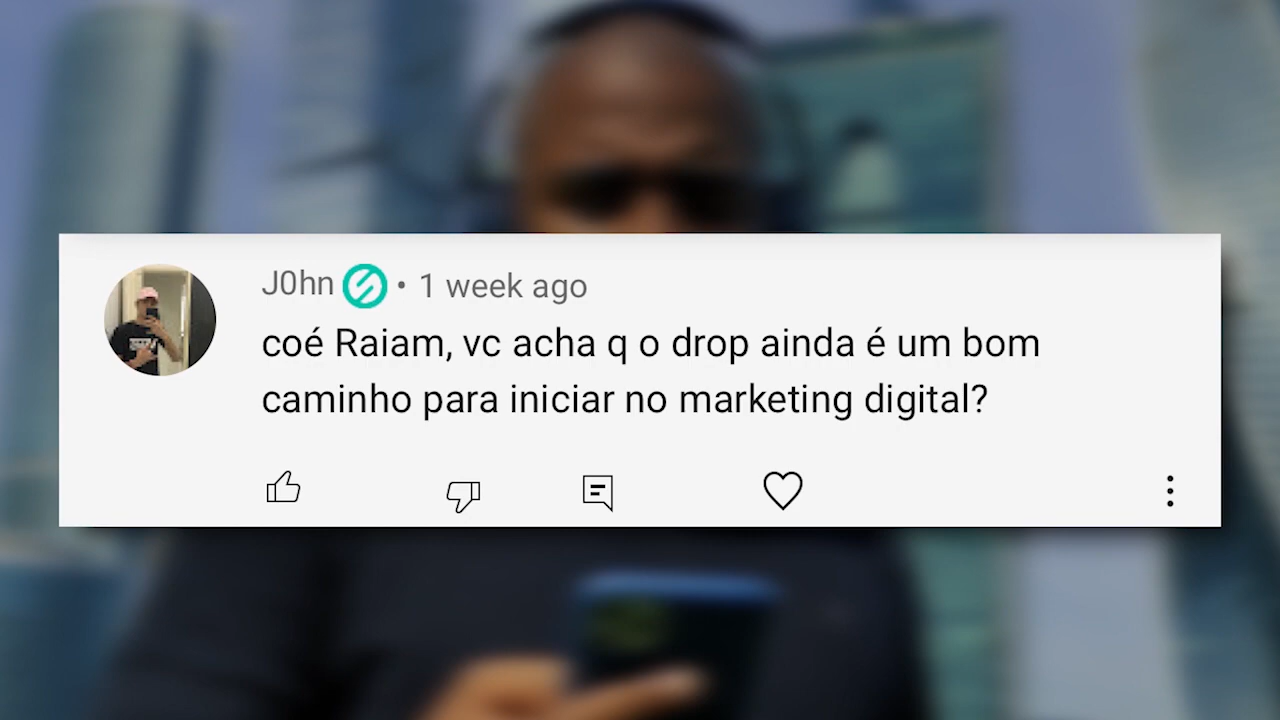 J0hn • 1 week ago
coé Raiam, vc acha q o drop ainda é um bom
caminho para iniciar no marketing digital?